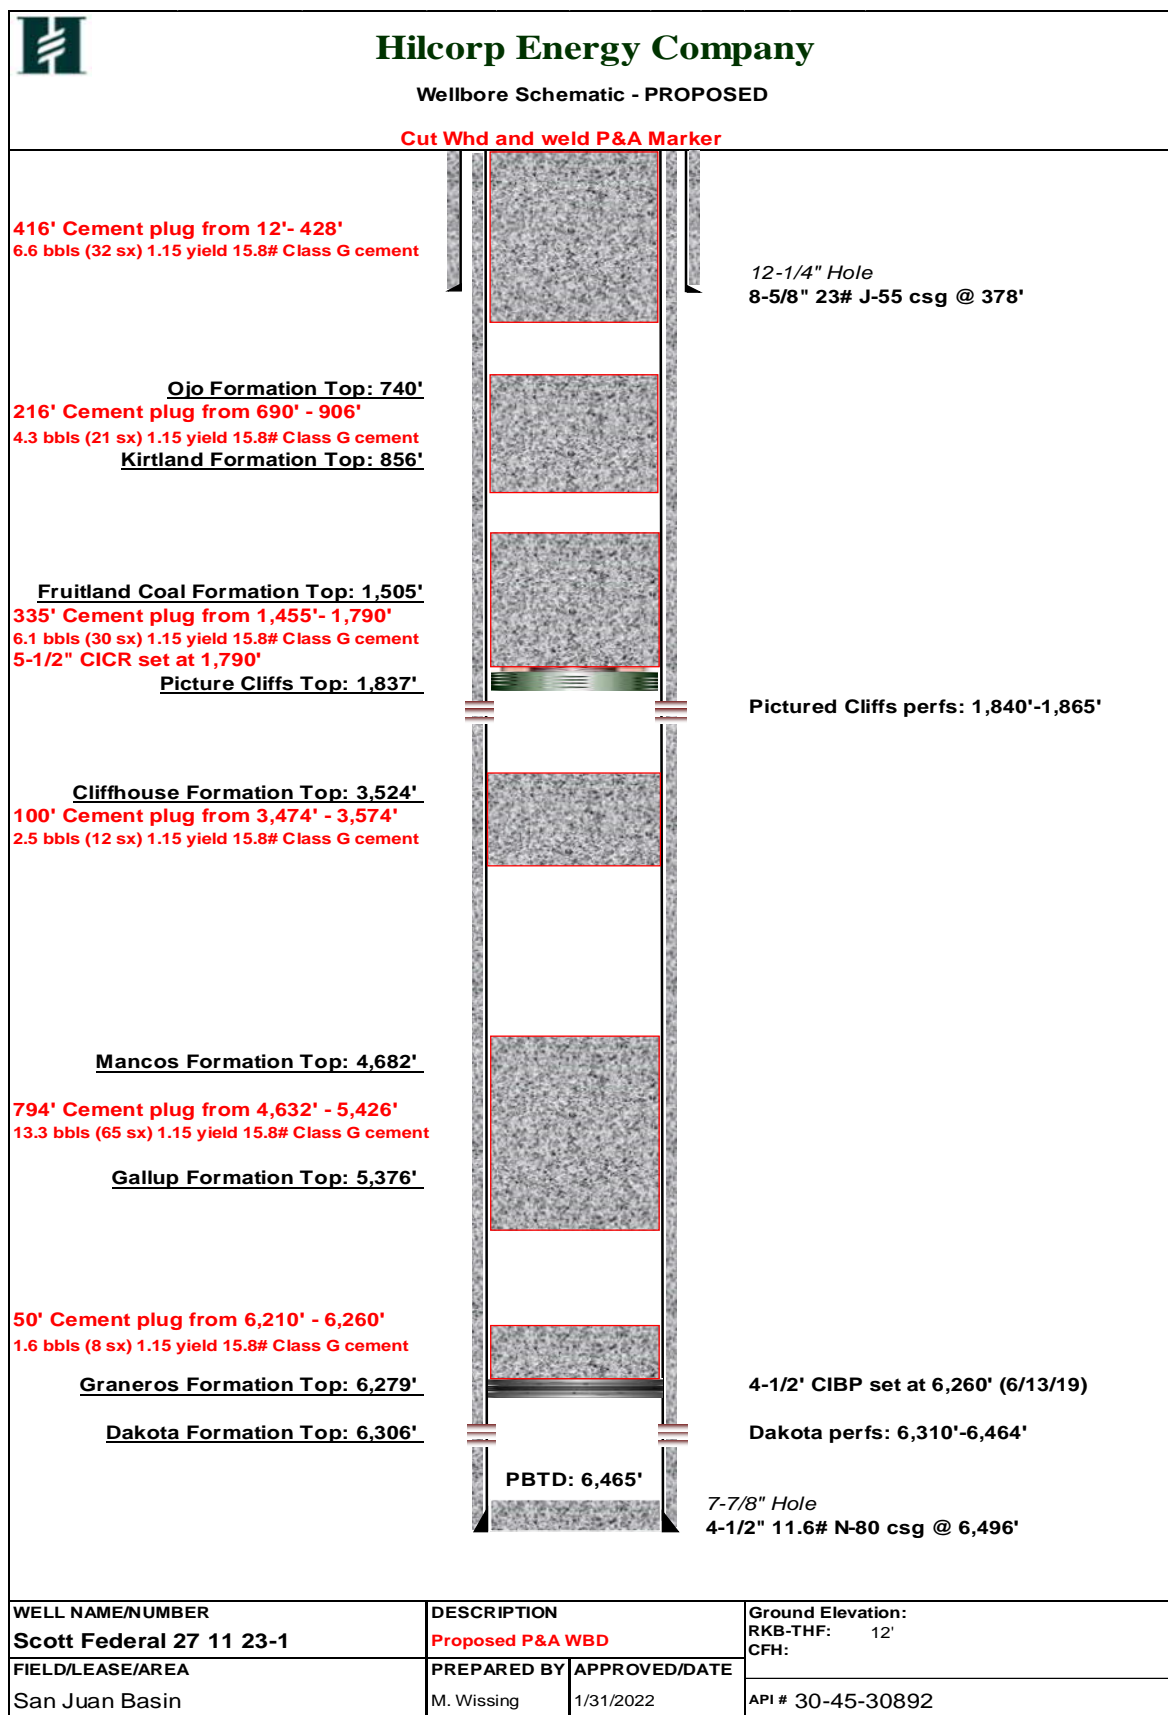 Hilcorp Energy Company
Wellbore Schematic - PROPOSED
Cut Whd and weld P&A Marker
416' Cement plug from 12'- 428'
6.6 bbls (32 sx) 1.15 yield 15.8# Class G cement
12-1/4" Hole
8-5/8" 23# J-55 csg @ 378'
Ojo Formation Top: 740'
216' Cement plug from 690' - 906'
4.3 bbls (21 sx) 1.15 yield 15.8# Class G cement
Kirtland Formation Top: 856'
Fruitland Coal Formation Top: 1,505'
335' Cement plug from 1,455'- 1,790'
6.1 bbls (30 sx) 1.15 yield 15.8# Class G cement
5-1/2" CICR set at 1,790'
Picture Cliffs Top: 1,837'
Pictured Cliffs perfs: 1,840'-1,865'
Cliffhouse Formation Top: 3,524'
100' Cement plug from 3,474' - 3,574'
2.5 bbls (12 sx) 1.15 yield 15.8# Class G cement
Mancos Formation Top: 4,682'
794' Cement plug from 4,632' - 5,426'
13.3 bbls (65 sx) 1.15 yield 15.8# Class G cement
Gallup Formation Top: 5,376'
50' Cement plug from 6,210' - 6,260'
1.6 bbls (8 sx) 1.15 yield 15.8# Class G cement
Graneros Formation Top: 6,279'
4-1/2' CIBP set at 6,260' (6/13/19)
Dakota Formation Top: 6,306'
Dakota perfs: 6,310'-6,464'
PBTD: 6,465'
7-7/8" Hole
4-1/2" 11.6# N-80 csg @ 6,496'
WELL NAME/NUMBER
Scott Federal 27 11 23-1
DESCRIPTION
Proposed P&A WBD
Ground Elevation:
RKB-THF: 12'
CFH:
FIELD/LEASE/AREA
San Juan Basin
PREPARED BY
M. Wissing
APPROVED/DATE
1/31/2022
API # 30-45-30892